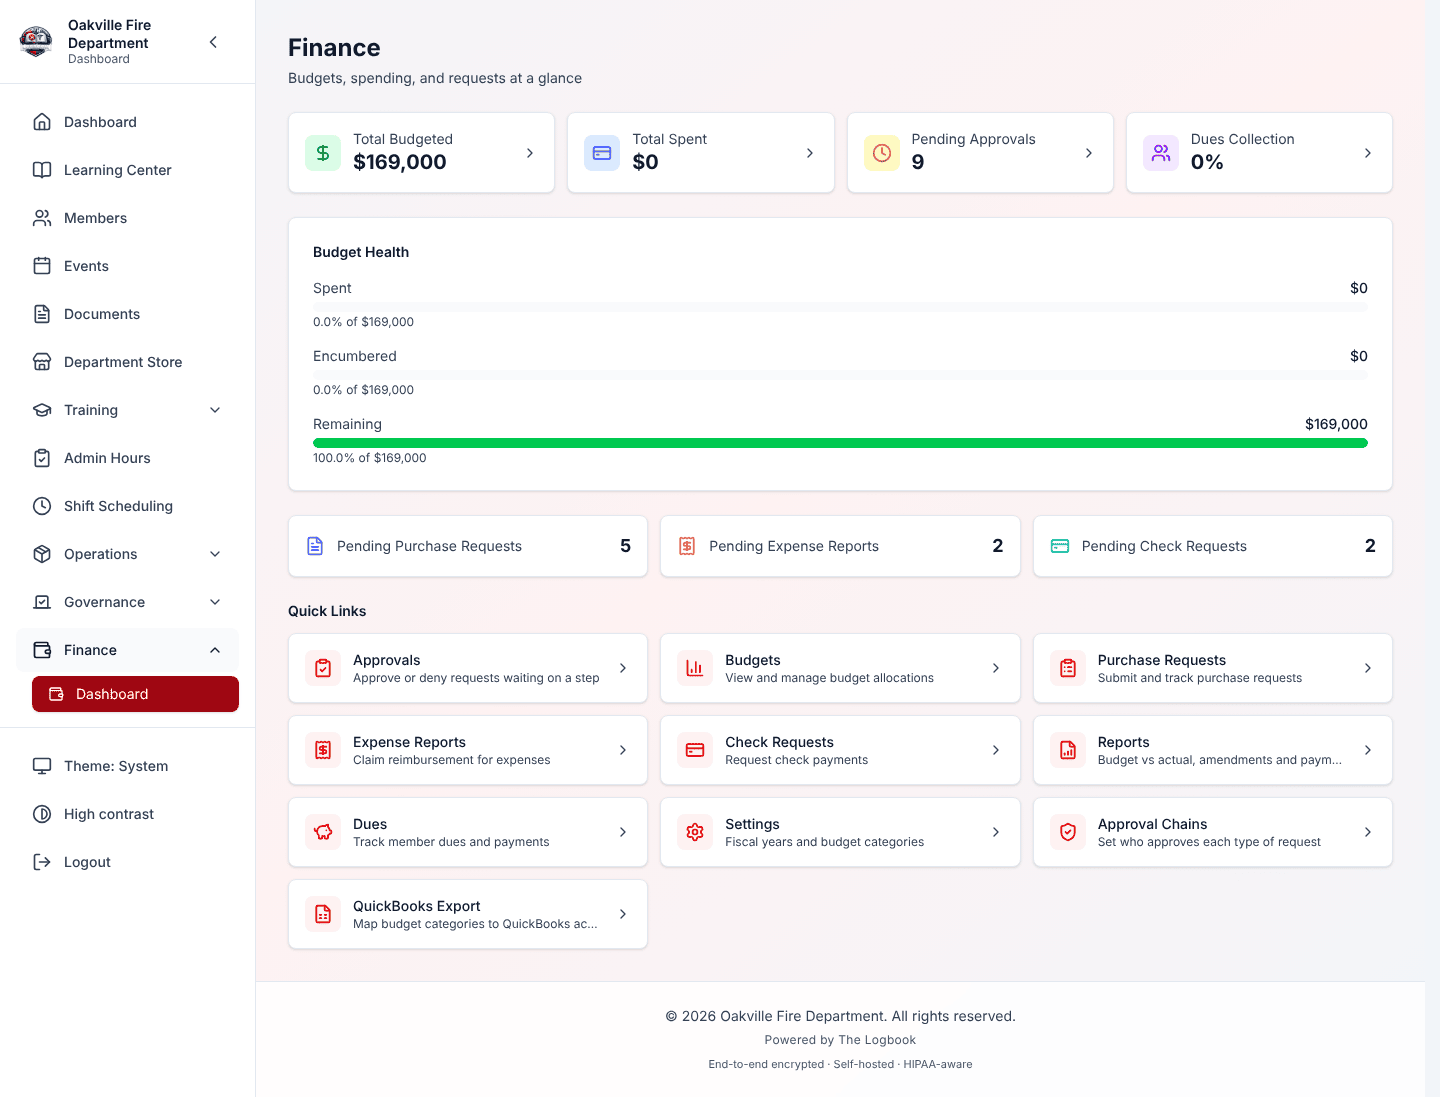 Oakville Fire
Department
Dashboard
Dashboard
Learning Center
Members
Events
Documents
Department Store
Training
Admin Hours
Shift Scheduling
Operations
Governance
Finance
Dashboard
Theme: System
High contrast
Logout
Finance
Budgets, spending, and requests at a glance
Total Budgeted
$169,000
Total Spent
$0
Pending Approvals
9
Dues Collection
0%
Budget Health
Spent $0
0.0% of $169,000
Encumbered $0
0.0% of $169,000
Remaining $169,000
100.0% of $169,000
Pending Purchase Requests 5
Pending Expense Reports 2
Pending Check Requests 2
Quick Links
Approvals
Approve or deny requests waiting on a step
Budgets
View and manage budget allocations
Purchase Requests
Submit and track purchase requests
Expense Reports
Claim reimbursement for expenses
Check Requests
Request check payments
Reports
Budget vs actual, amendments and paym...
Dues
Track member dues and payments
Settings
Fiscal years and budget categories
Approval Chains
Set who approves each type of request
QuickBooks Export
Map budget categories to QuickBooks ac...
© 2026 Oakville Fire Department. All rights reserved.
Powered by The Logbook
End-to-end encrypted · Self-hosted · HIPAA-aware